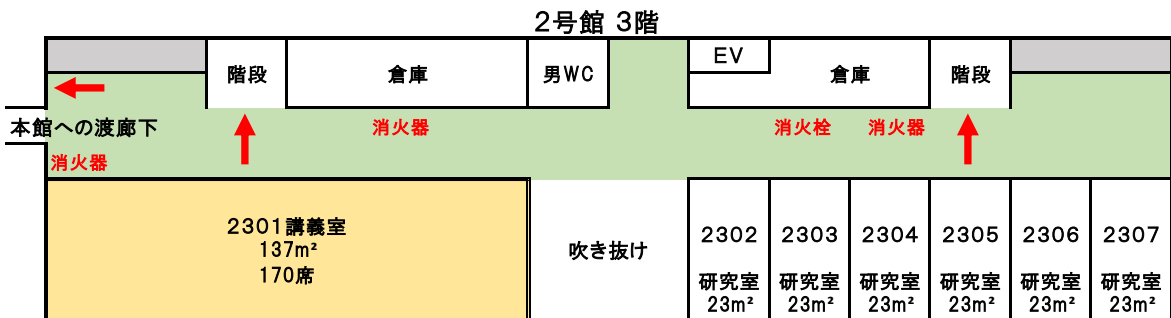 2号館 3階
階段
倉庫
男WC
EV
倉庫
階段
本館への渡廊下
消火器
消火栓
消火器
消火器
2301講義室
137m²
170席
吹き抜け
2302
研究室
23m²
2303
研究室
23m²
2304
研究室
23m²
2305
研究室
23m²
2306
研究室
23m²
2307
研究室
23m²